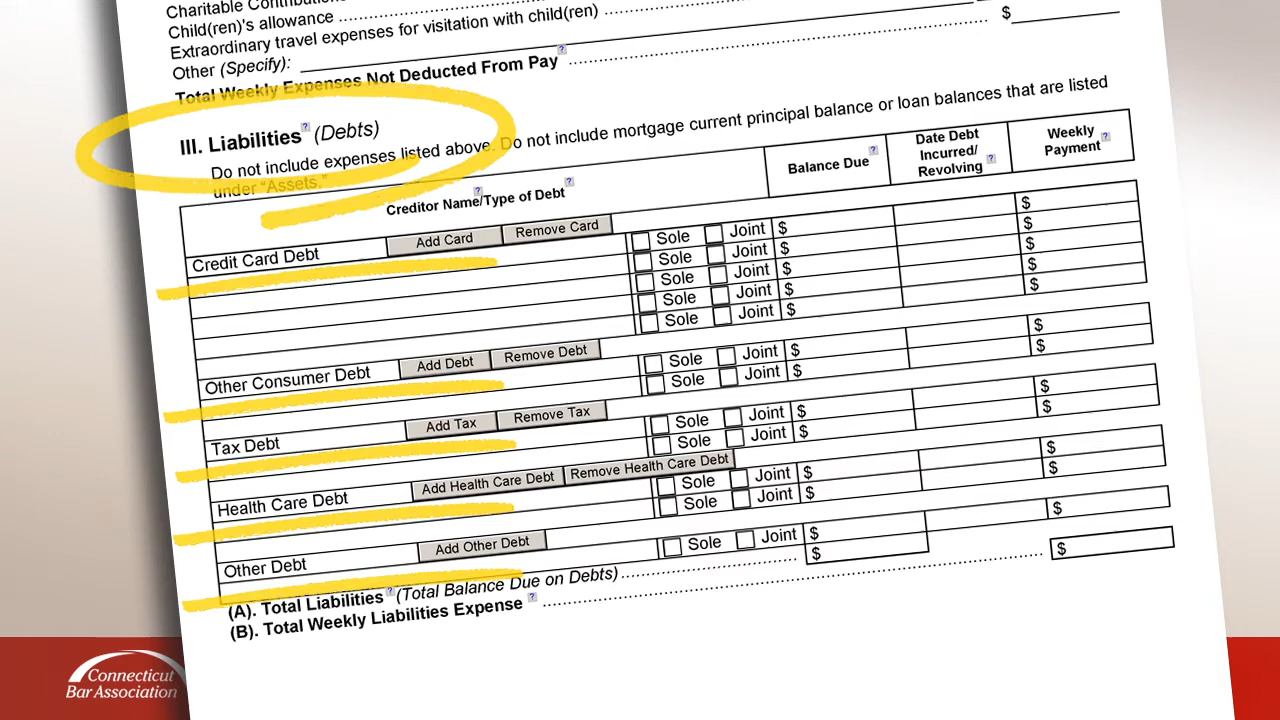 Charitable Contributions
Child(ren)'s allowance
Extraordinary travel expenses for visitation with child(ren)
Other (Specify): $
Total Weekly Expenses Not Deducted From Pay ?
III. Liabilities ? (Debts)
Do not include expenses listed above. Do not include mortgage current principal balance or loan balances that are listed
under "Assets."
Creditor Name/Type of Debt ? Balance Due ? Date Debt Incurred/ Revolving ? Weekly Payment ?
Credit Card Debt Add Card Remove Card
Sole Joint $ $
Sole Joint $ $
Sole Joint $ $
Sole Joint $ $
Sole Joint $ $
Other Consumer Debt Add Debt Remove Debt
Sole Joint $ $
Sole Joint $ $
Tax Debt Add Tax Remove Tax
Sole Joint $ $
Sole Joint $ $
Health Care Debt Add Health Care Debt Remove Health Care Debt
Sole Joint $ $
Sole Joint $ $
Other Debt Add Other Debt
Sole Joint $ $
(A). Total Liabilities ? (Total Balance Due on Debts) $
(B). Total Weekly Liabilities Expense ? $
Connecticut
Bar Association